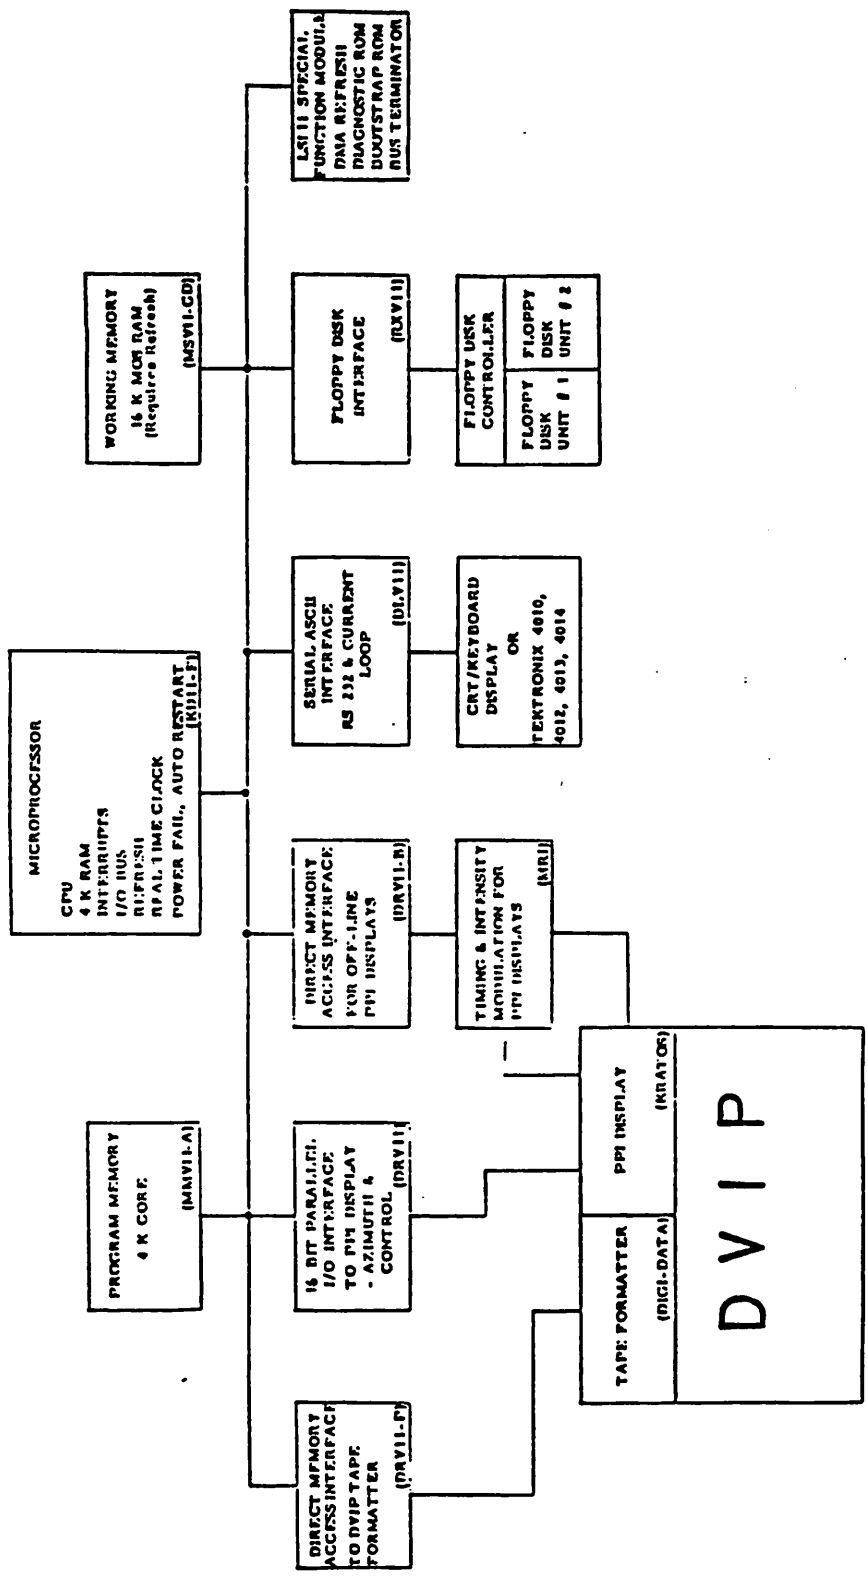 MICROPROCESSOR
CPU
4 K RAM
INTERRUPTS
I/O BUS
REFRESH
REAL TIME CLOCK
POWER FAIL, AUTO RESTART
(KD11-F)
PROGRAM MEMORY
4 K CORE
(MMV11-A)
WORKING MEMORY
16 K MOS RAM
(Requires Refresh)
(MSV11-CD)
DIRECT MEMORY
ACCESS INTERFACE
TO DVIP TAPE
FORMATTER
16 BIT PARALLEL
I/O INTERFACE
TO PPI DISPLAY
- AZIMUTH &
CONTROL
(DRV11)
DIRECT MEMORY
ACCESS INTERFACE
FOR OFF-LINE
PPI DISPLAYS
(DRV11-B)
SERIAL ASCII
INTERFACE
RS 232 & CURRENT
LOOP
(DLV11)
FLOPPY DISK
INTERFACE
(RXV11)
LSI 11 SPECIAL
FUNCTION MODULE
DMA REFRESH
DIAGNOSTIC ROM
BOOTSTRAP ROM
BUS TERMINATOR
TIMING & INTENSITY
MODULATION FOR
PPI DISPLAYS
(MRI)
CRT/KEYBOARD
DISPLAY
OR
TEKTRONIX 4010,
4012, 4013, 4014
FLOPPY DISK
CONTROLLER
FLOPPY
DISK
UNIT # 1
FLOPPY
DISK
UNIT # 2
TAPE FORMATTER
(DIGI-DATA)
PPI DISPLAY
(KRATOS)
D V I P